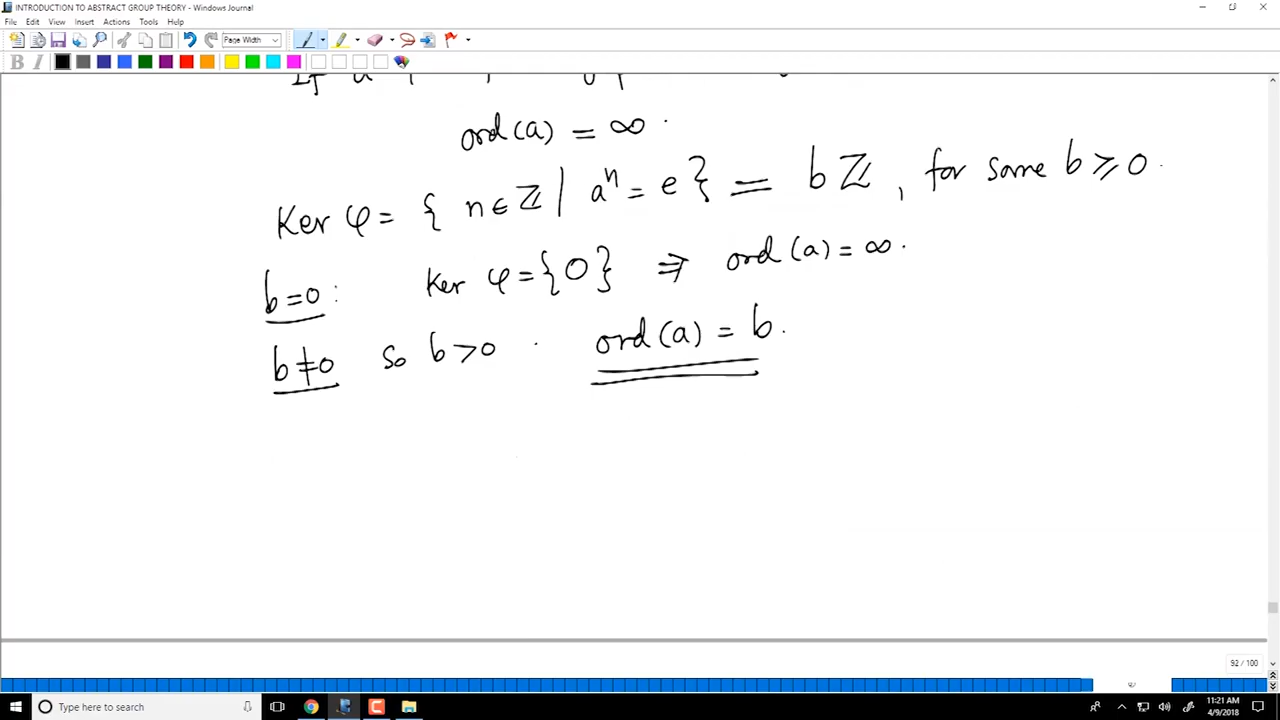 INTRODUCTION TO ABSTRACT GROUP THEORY - Windows Journal
File Edit View Insert Actions Tools Help
Page Width
B I
If a
ord(a) = ∞.
Ker φ = { n ∈ ℤ | aⁿ = e } = bℤ, for some b ⩾ 0.
b=0: Ker φ = {0} ⇒ ord(a) = ∞.
b≠0 so b>0. ord(a) = b.
92 / 100
Type here to search
11:21 AM
4/9/2018